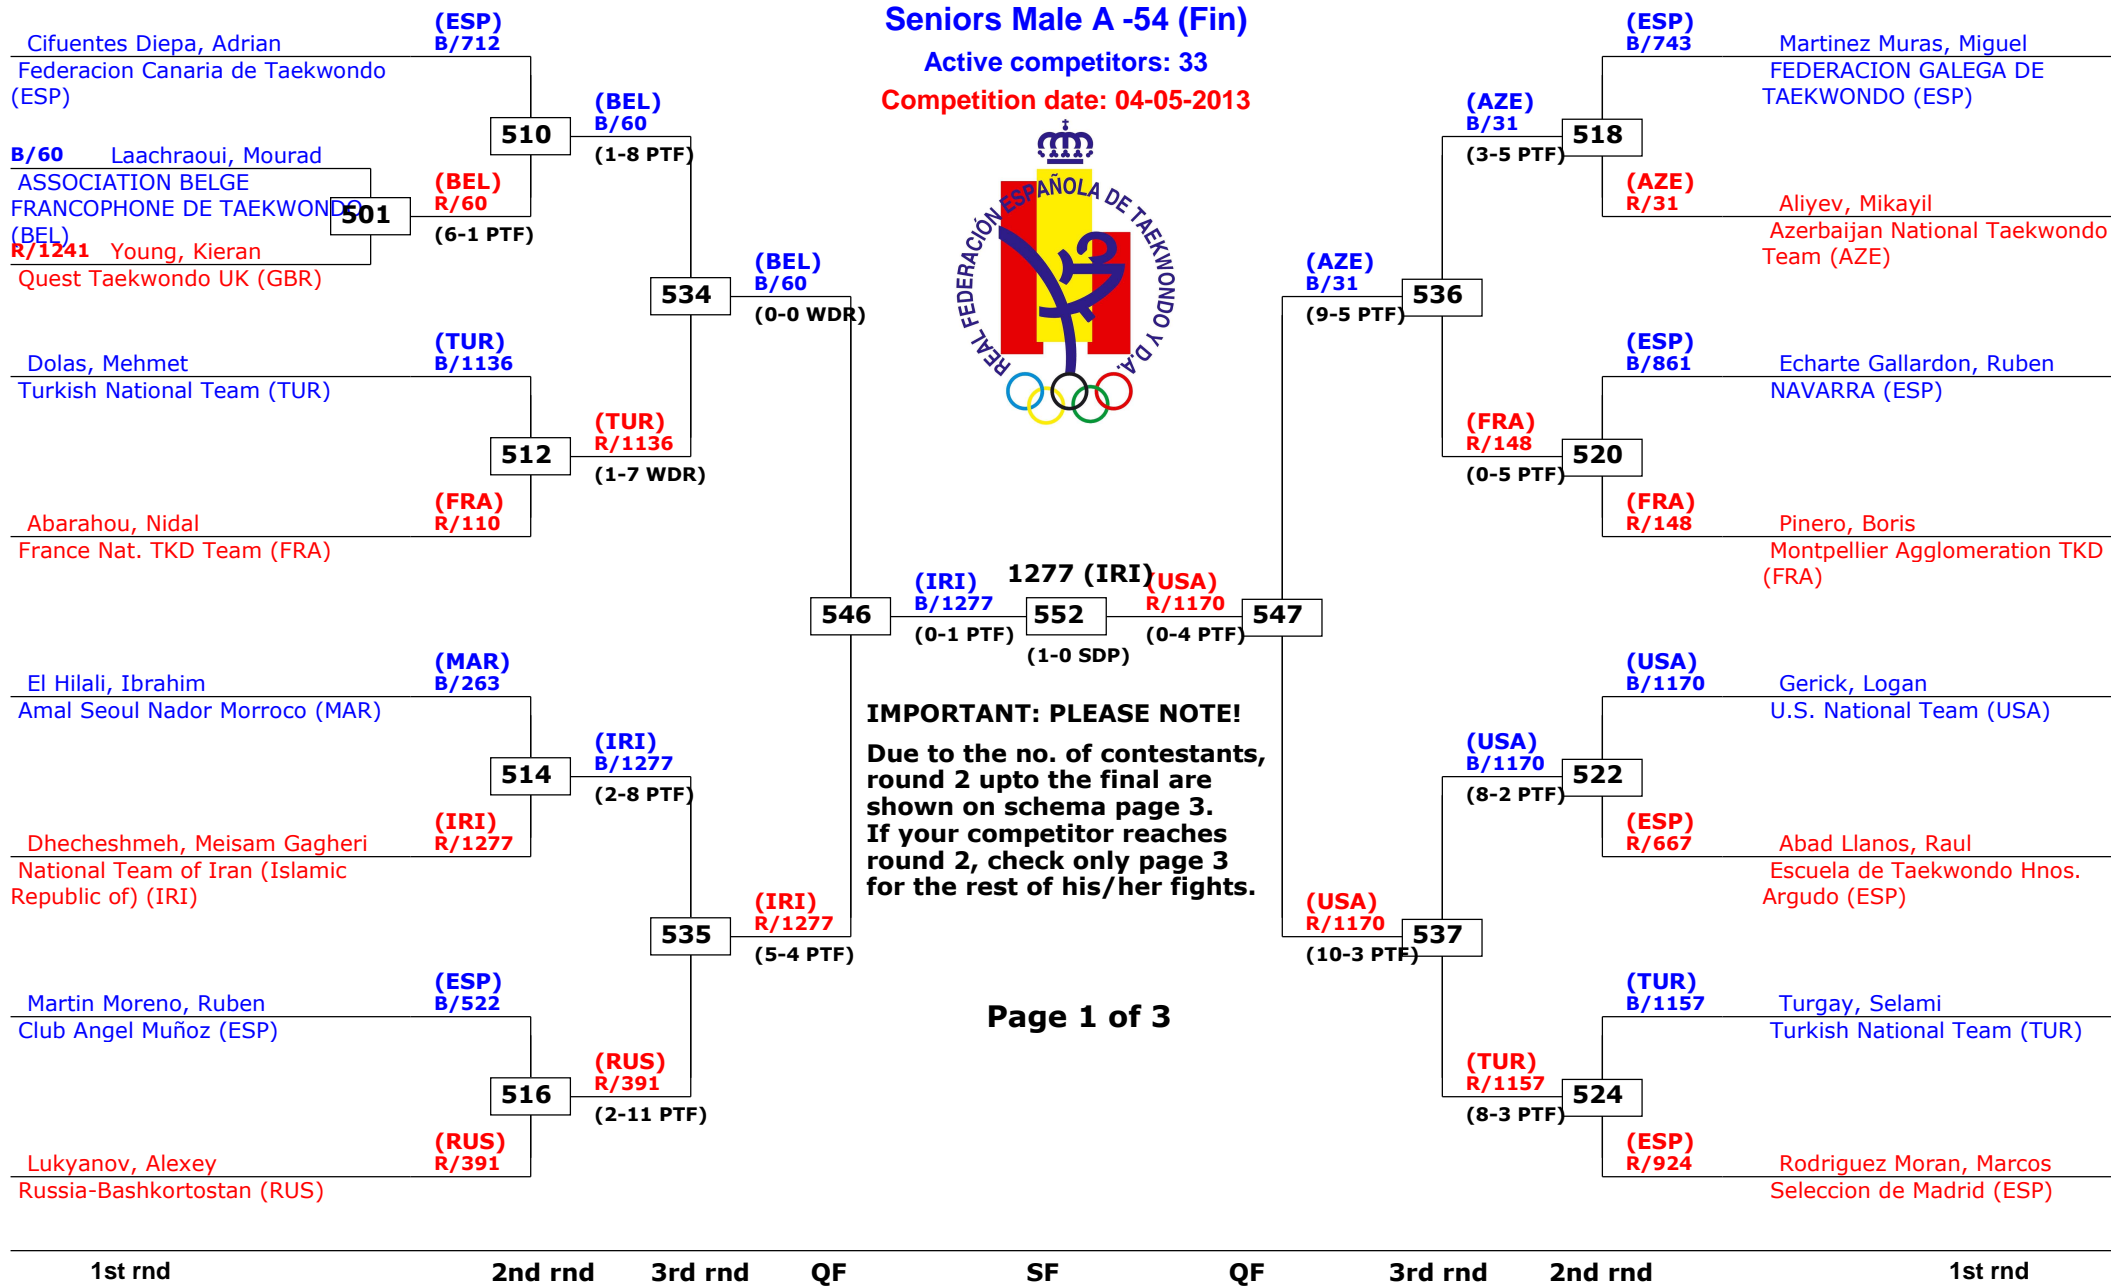 Seniors Male A -54 (Fin)
Active competitors: 33
Competition date: 04-05-2013
REAL FEDERACIÓN ESPAÑOLA DE TAEKWONDO Y D.A.
Cifuentes Diepa, Adrian
(ESP)
B/712
Federacion Canaria de Taekwondo
(ESP)
510
(BEL)
B/60
(1-8 PTF)
B/60 Laachraoui, Mourad
ASSOCIATION BELGE
FRANCOPHONE DE TAEKWONDO
(BEL)
501
(BEL)
R/60
(6-1 PTF)
R/1241 Young, Kieran
Quest Taekwondo UK (GBR)
534
(BEL)
B/60
(0-0 WDR)
Dolas, Mehmet
(TUR)
B/1136
Turkish National Team (TUR)
512
(TUR)
R/1136
(1-7 WDR)
Abarahou, Nidal
(FRA)
R/110
France Nat. TKD Team (FRA)
546
(IRI)
B/1277
(0-1 PTF)
1277 (IRI)
552
(1-0 SDP)
(USA)
R/1170
(0-4 PTF)
547
El Hilali, Ibrahim
(MAR)
B/263
Amal Seoul Nador Morroco (MAR)
514
(IRI)
B/1277
(2-8 PTF)
Dhecheshmeh, Meisam Gagheri
(IRI)
R/1277
National Team of Iran (Islamic
Republic of) (IRI)
535
(IRI)
R/1277
(5-4 PTF)
Martin Moreno, Ruben
(ESP)
B/522
Club Angel Muñoz (ESP)
516
(RUS)
R/391
(2-11 PTF)
Lukyanov, Alexey
(RUS)
R/391
Russia-Bashkortostan (RUS)
IMPORTANT: PLEASE NOTE!
Due to the no. of contestants,
round 2 upto the final are
shown on schema page 3.
If your competitor reaches
round 2, check only page 3
for the rest of his/her fights.
Page 1 of 3
(ESP)
B/743
Martinez Muras, Miguel
FEDERACION GALEGA DE
TAEKWONDO (ESP)
(AZE)
B/31
(3-5 PTF)
518
(AZE)
R/31
Aliyev, Mikayil
Azerbaijan National Taekwondo
Team (AZE)
(AZE)
B/31
(9-5 PTF)
536
(ESP)
B/861
Echarte Gallardon, Ruben
NAVARRA (ESP)
(FRA)
R/148
(0-5 PTF)
520
(FRA)
R/148
Pinero, Boris
Montpellier Agglomeration TKD
(FRA)
(USA)
B/1170
Gerick, Logan
U.S. National Team (USA)
(USA)
B/1170
(8-2 PTF)
522
(ESP)
R/667
Abad Llanos, Raul
Escuela de Taekwondo Hnos.
Argudo (ESP)
(USA)
R/1170
(10-3 PTF)
537
(TUR)
B/1157
Turgay, Selami
Turkish National Team (TUR)
(TUR)
R/1157
(8-3 PTF)
524
(ESP)
R/924
Rodriguez Moran, Marcos
Seleccion de Madrid (ESP)
1st rnd 2nd rnd 3rd rnd QF SF QF 3rd rnd 2nd rnd 1st rnd